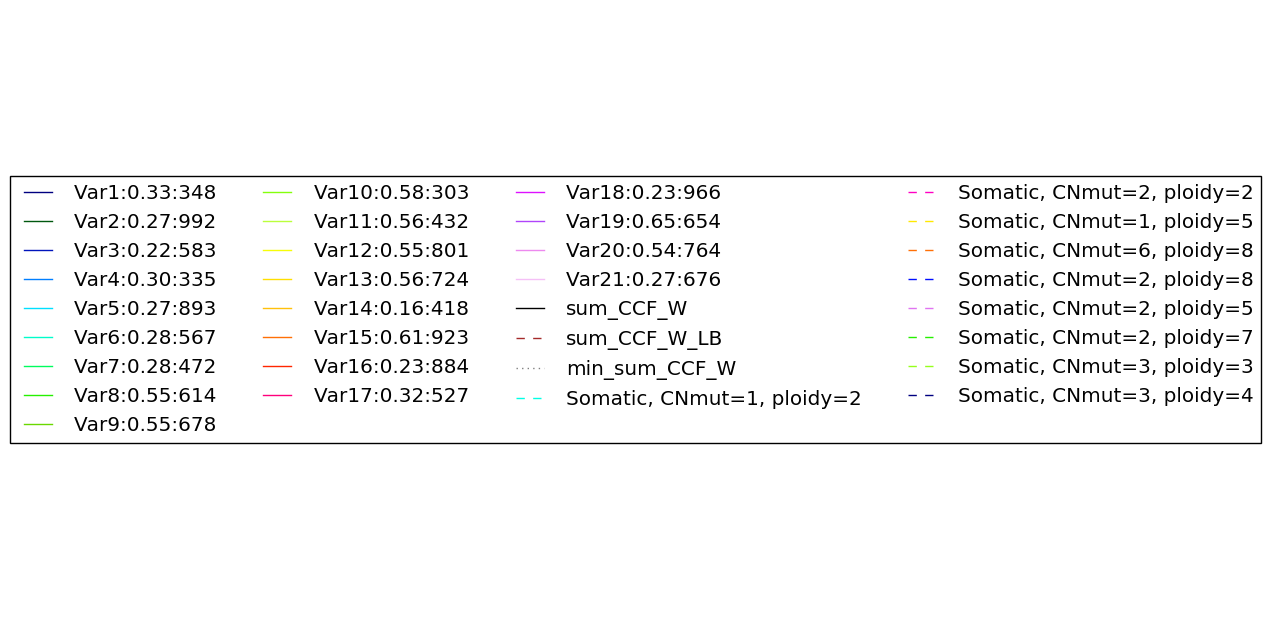 Var1:0.33:348
Var2:0.27:992
Var3:0.22:583
Var4:0.30:335
Var5:0.27:893
Var6:0.28:567
Var7:0.28:472
Var8:0.55:614
Var9:0.55:678
Var10:0.58:303
Var11:0.56:432
Var12:0.55:801
Var13:0.56:724
Var14:0.16:418
Var15:0.61:923
Var16:0.23:884
Var17:0.32:527
Var18:0.23:966
Var19:0.65:654
Var20:0.54:764
Var21:0.27:676
sum_CCF_W
sum_CCF_W_LB
min_sum_CCF_W
Somatic, CNmut=1, ploidy=2
Somatic, CNmut=2, ploidy=2
Somatic, CNmut=1, ploidy=5
Somatic, CNmut=6, ploidy=8
Somatic, CNmut=2, ploidy=8
Somatic, CNmut=2, ploidy=5
Somatic, CNmut=2, ploidy=7
Somatic, CNmut=3, ploidy=3
Somatic, CNmut=3, ploidy=4